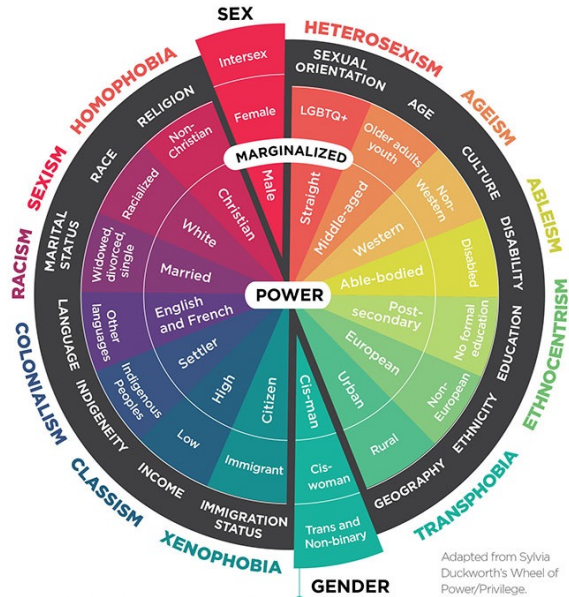 SEX
HETEROSEXISM
AGEISM
ABLEISM
ETHNOCENTRISM
TRANSPHOBIA
GENDER
XENOPHOBIA
CLASSISM
COLONIALISM
RACISM
SEXISM
HOMOPHOBIA
Intersex
Female
Male
SEXUAL
ORIENTATION
LGBTQ+
Straight
AGE
Older adults
youth
Middle-aged
CULTURE
Non-
Western
Western
DISABILITY
Disabled
Able-bodied
EDUCATION
No formal
education
Post-
secondary
ETHNICITY
Non-
European
European
GEOGRAPHY
Rural
Urban
Cis-man
Cis-
woman
Trans and
Non-binary
IMMIGRATION
STATUS
Immigrant
Citizen
INCOME
Low
High
INDIGENEITY
Indigenous
Peoples
Settler
LANGUAGE
Other
languages
English
and French
MARITAL
STATUS
Widowed,
divorced,
single
Married
RACE
Racialized
White
RELIGION
Non-
Christian
Christian
MARGINALIZED
POWER
Adapted from Sylvia
Duckworth's Wheel of
Power/Privilege.